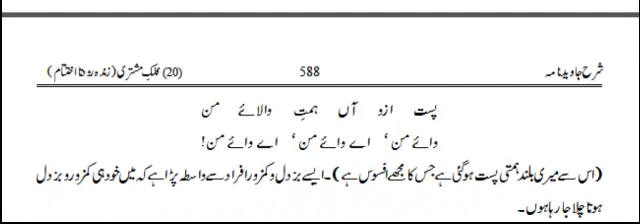 شرح جاوید نامہ 588 (20) فلکِ مشتری (زندہ رود کا اختتام)
پست ازو آں ہمتِ والائے من
وائے من‘ اے وائے من‘ اے وائے من!
(اس سے میری بلند ہمتی پست ہوگئی ہے جس کا مجھے افسوس ہے)۔ ایسے بزدل و کمزور افراد سے واسطہ پڑا ہے کہ میں خود ہی کمزور و بزدل
ہوتا چلا جا رہا ہوں۔